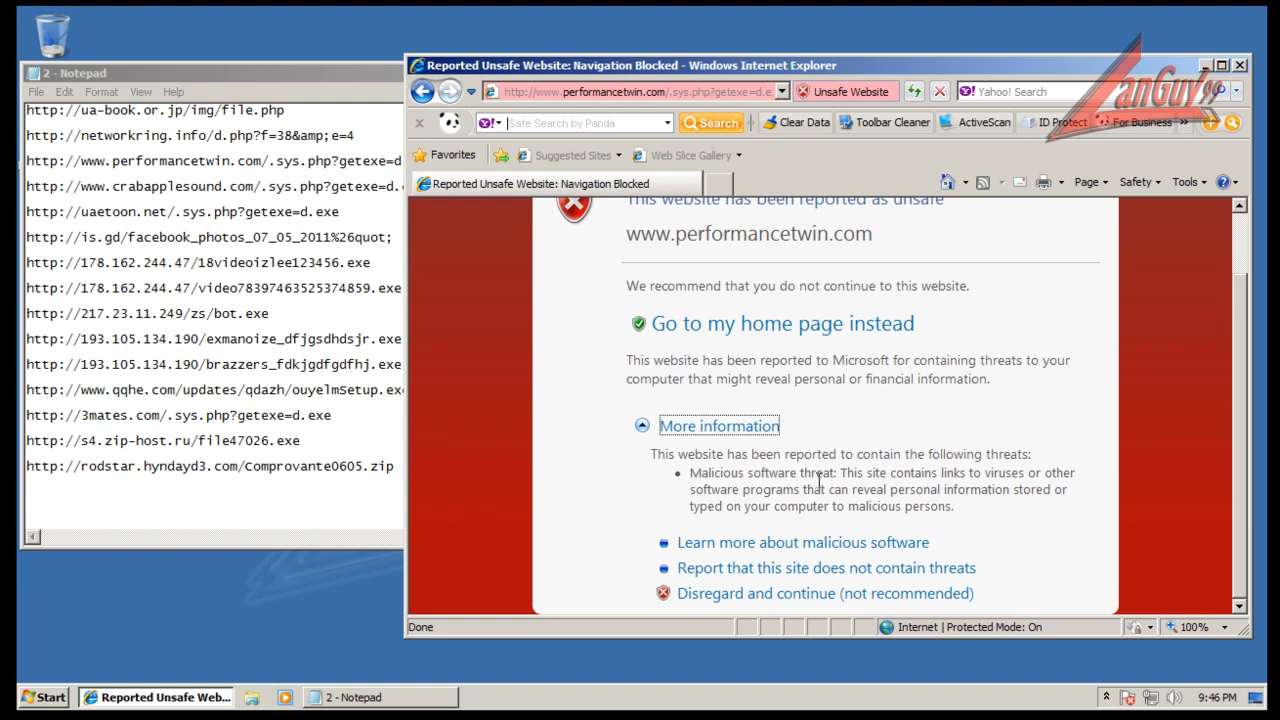 2 - Notepad
File Edit Format View Help
http://ua-book.or.jp/img/file.php
http://networkring.info/d.php?f=38&amp;e=4
http://www.performancetwin.com/.sys.php?getexe=d
http://www.crabapplesound.com/.sys.php?getexe=d.
http://uaetoon.net/.sys.php?getexe=d.exe
http://is.gd/facebook_photos_07_05_2011%26quot;
http://178.162.244.47/18videoizlee123456.exe
http://178.162.244.47/video78397463525374859.exe
http://217.23.11.249/zs/bot.exe
http://193.105.134.190/exmanoize_dfjgsdhdsjr.exe
http://193.105.134.190/brazzers_fdkjgdfgdfhj.exe
http://www.qqhe.com/updates/qdazh/ouyelmSetup.exe
http://3mates.com/.sys.php?getexe=d.exe
http://s4.zip-host.ru/file47026.exe
http://rodstar.hyndayd3.com/Comprovante0605.zip
Reported Unsafe Website: Navigation Blocked - Windows Internet Explorer
http://www.performancetwin.com/.sys.php?getexe=d.e
Unsafe Website
Yahoo! Search
Safe Search by Panda
Search
Clear Data
Toolbar Cleaner
ActiveScan
ID Protect
For Business
Favorites
Suggested Sites
Web Slice Gallery
Reported Unsafe Website: Navigation Blocked
Page Safety Tools
This website has been reported as unsafe
www.performancetwin.com
We recommend that you do not continue to this website.
Go to my home page instead
This website has been reported to Microsoft for containing threats to your
computer that might reveal personal or financial information.
More information
This website has been reported to contain the following threats:
Malicious software threat: This site contains links to viruses or other
software programs that can reveal personal information stored or
typed on your computer to malicious persons.
Learn more about malicious software
Report that this site does not contain threats
Disregard and continue (not recommended)
Done
Internet | Protected Mode: On
100%
Start
Reported Unsafe Web...
2 - Notepad
9:46 PM